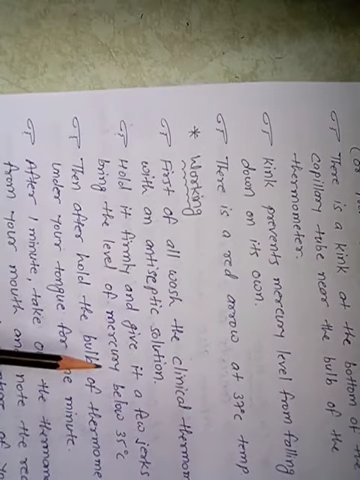 There is a kink at the bottom of the
capillary tube near the bulb of the
thermometer.
kink prevents mercury level from falling
down on its own.
There is a red arrow at 37°c temp
* Working
First of all wash the clinical thermom
with an antiseptic solution.
Hold it firmly and give it a few jerks
bring the level of mercury below 35°c
Then after hold the bulb of thermome
under your tongue for minute.
After 1 minute, take the thermom
from your mouth an note the rea